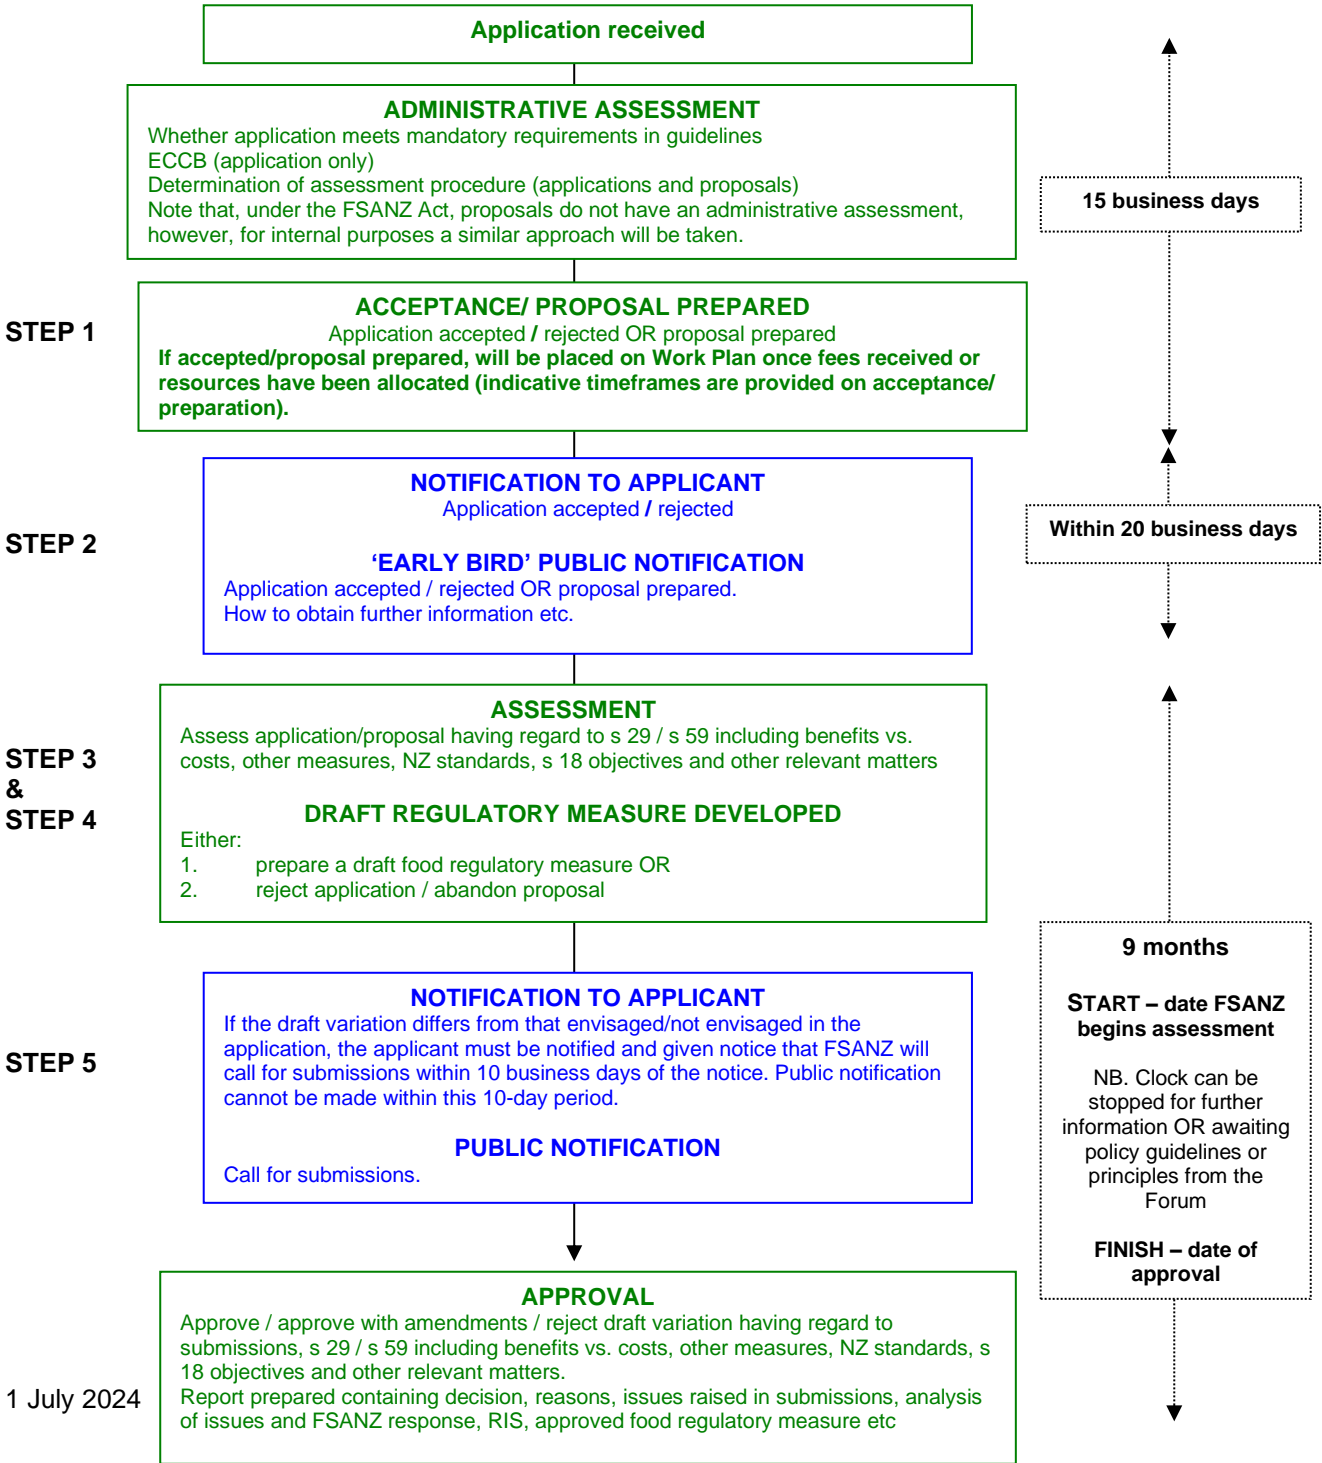 Application received
ADMINISTRATIVE ASSESSMENT
Whether application meets mandatory requirements in guidelines
ECCB (application only)
Determination of assessment procedure (applications and proposals)
Note that, under the FSANZ Act, proposals do not have an administrative assessment,
however, for internal purposes a similar approach will be taken.
15 business days
STEP 1
ACCEPTANCE/ PROPOSAL PREPARED
Application accepted / rejected OR proposal prepared
If accepted/proposal prepared, will be placed on Work Plan once fees received or
resources have been allocated (indicative timeframes are provided on acceptance/
preparation).
STEP 2
NOTIFICATION TO APPLICANT
Application accepted / rejected
‘EARLY BIRD’ PUBLIC NOTIFICATION
Application accepted / rejected OR proposal prepared.
How to obtain further information etc.
Within 20 business days
STEP 3
&
STEP 4
ASSESSMENT
Assess application/proposal having regard to s 29 / s 59 including benefits vs.
costs, other measures, NZ standards, s 18 objectives and other relevant matters
DRAFT REGULATORY MEASURE DEVELOPED
Either:
1. prepare a draft food regulatory measure OR
2. reject application / abandon proposal
STEP 5
NOTIFICATION TO APPLICANT
If the draft variation differs from that envisaged/not envisaged in the
application, the applicant must be notified and given notice that FSANZ will
call for submissions within 10 business days of the notice. Public notification
cannot be made within this 10-day period.
PUBLIC NOTIFICATION
Call for submissions.
9 months
START – date FSANZ
begins assessment
NB. Clock can be
stopped for further
information OR awaiting
policy guidelines or
principles from the
Forum
FINISH – date of
approval
APPROVAL
Approve / approve with amendments / reject draft variation having regard to
submissions, s 29 / s 59 including benefits vs. costs, other measures, NZ standards, s
18 objectives and other relevant matters.
Report prepared containing decision, reasons, issues raised in submissions, analysis
of issues and FSANZ response, RIS, approved food regulatory measure etc
1 July 2024